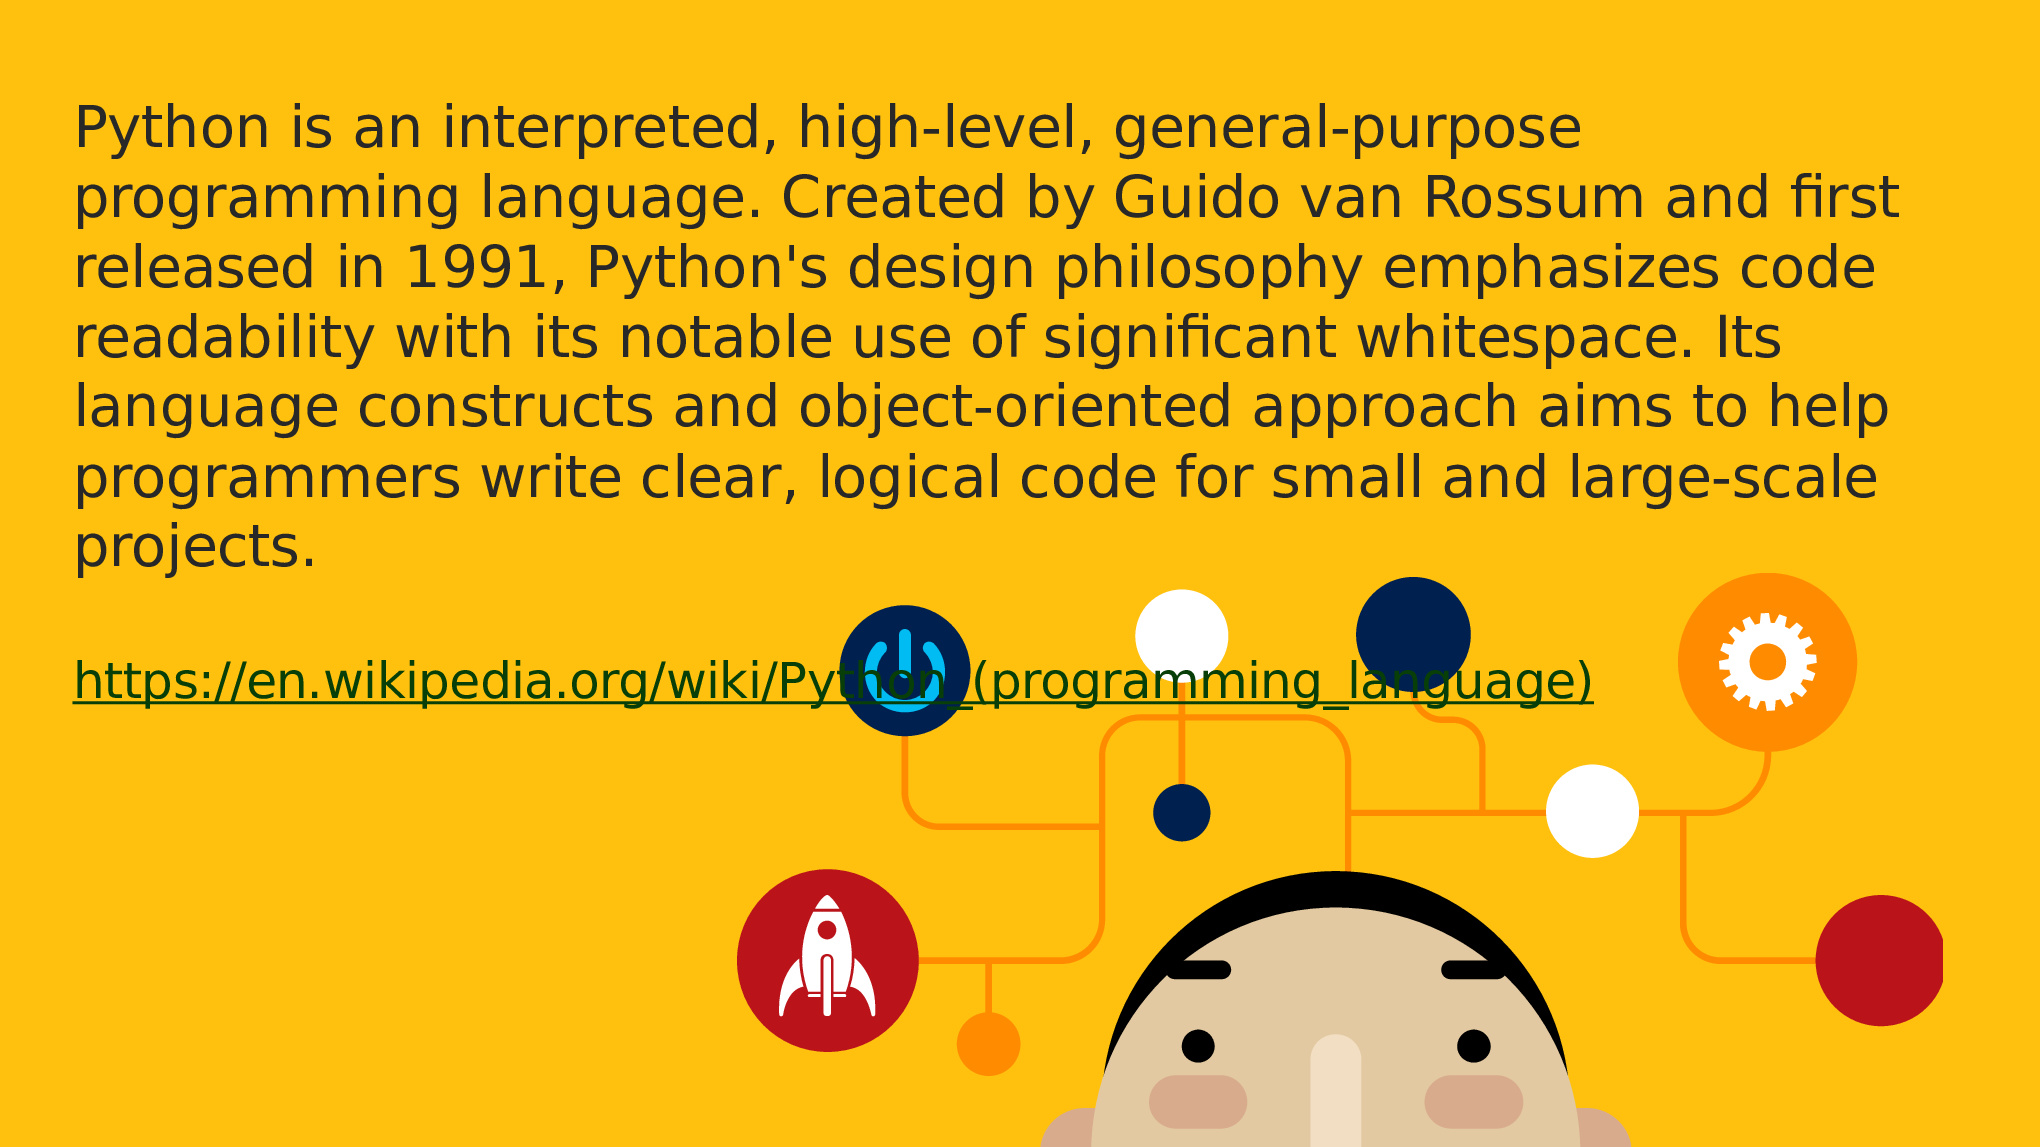 Python is an interpreted, high-level, general-purpose
programming language. Created by Guido van Rossum and first
released in 1991, Python's design philosophy emphasizes code
readability with its notable use of significant whitespace. Its
language constructs and object-oriented approach aims to help
programmers write clear, logical code for small and large-scale
projects.
https://en.wikipedia.org/wiki/Python_(programming_language)